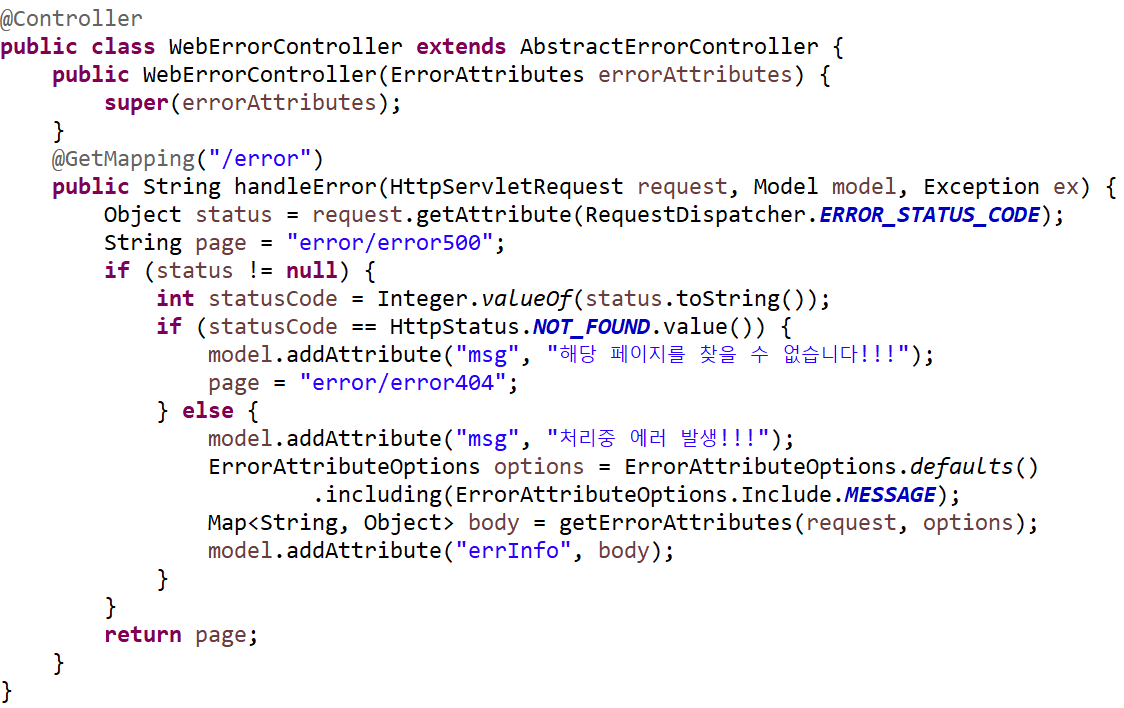 @Controller
public class WebErrorController extends AbstractErrorController {
    public WebErrorController(ErrorAttributes errorAttributes) {
        super(errorAttributes);
    }
    @GetMapping("/error")
    public String handleError(HttpServletRequest request, Model model, Exception ex) {
        Object status = request.getAttribute(RequestDispatcher.ERROR_STATUS_CODE);
        String page = "error/error500";
        if (status != null) {
            int statusCode = Integer.valueOf(status.toString());
            if (statusCode == HttpStatus.NOT_FOUND.value()) {
                model.addAttribute("msg", "해당 페이지를 찾을 수 없습니다!!!");
                page = "error/error404";
            } else {
                model.addAttribute("msg", "처리중 에러 발생!!!");
                ErrorAttributeOptions options = ErrorAttributeOptions.defaults()
                        .including(ErrorAttributeOptions.Include.MESSAGE);
                Map<String, Object> body = getErrorAttributes(request, options);
                model.addAttribute("errInfo", body);
            }
        }
        return page;
    }
}